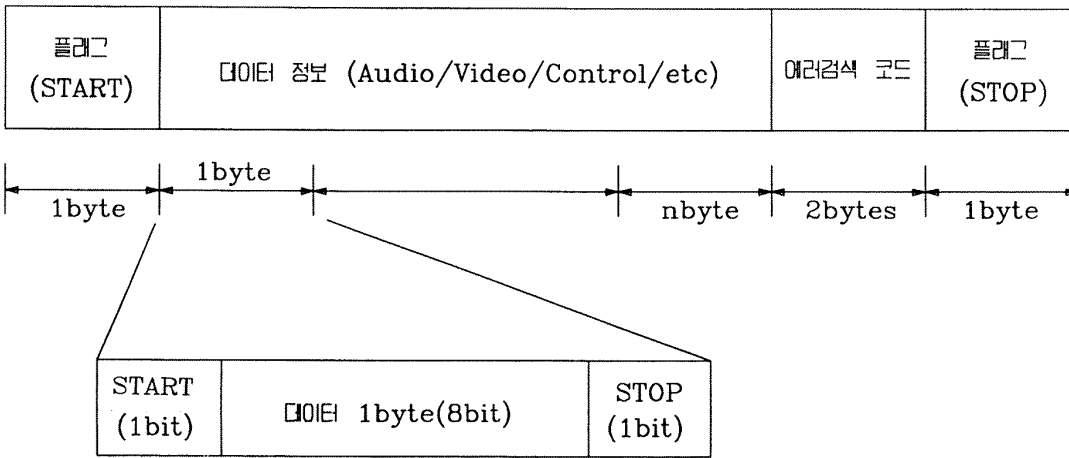 플래그
(START)
데이터 정보 (Audio/Video/Control/etc)
에러검색 코드
플래그
(STOP)
1byte
1byte
nbyte
2bytes
1byte
START
(1bit)
데이터 1byte(8bit)
STOP
(1bit)